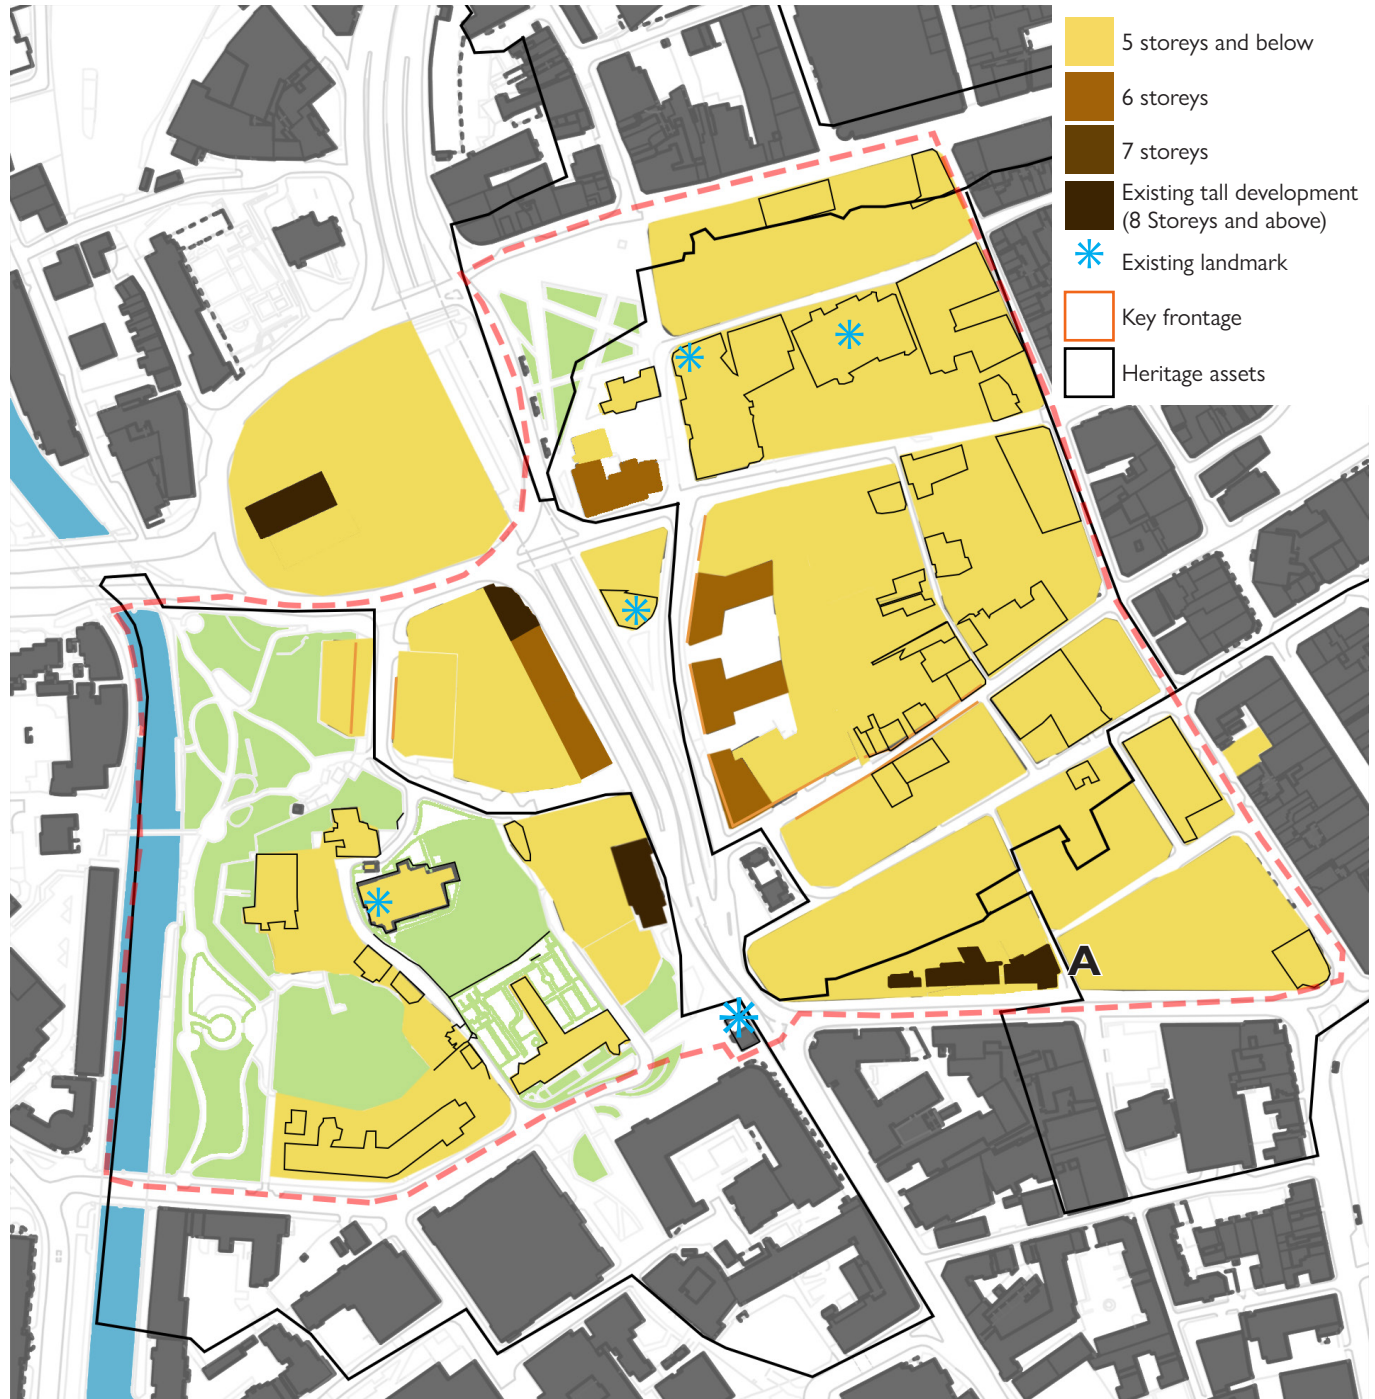 5 storeys and below
6 storeys
7 storeys
Existing tall development
(8 Storeys and above)
Existing landmark
Key frontage
Heritage assets
A